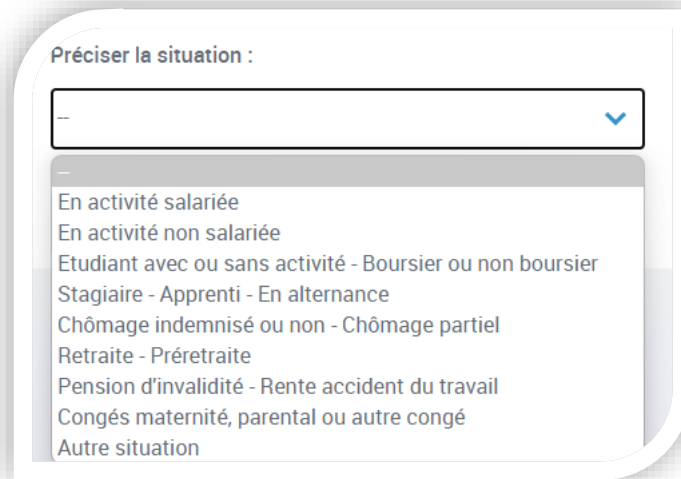 Préciser la situation :
--
--
En activité salariée
En activité non salariée
Etudiant avec ou sans activité - Boursier ou non boursier
Stagiaire - Apprenti - En alternance
Chômage indemnisé ou non - Chômage partiel
Retraite - Préretraite
Pension d'invalidité - Rente accident du travail
Congés maternité, parental ou autre congé
Autre situation